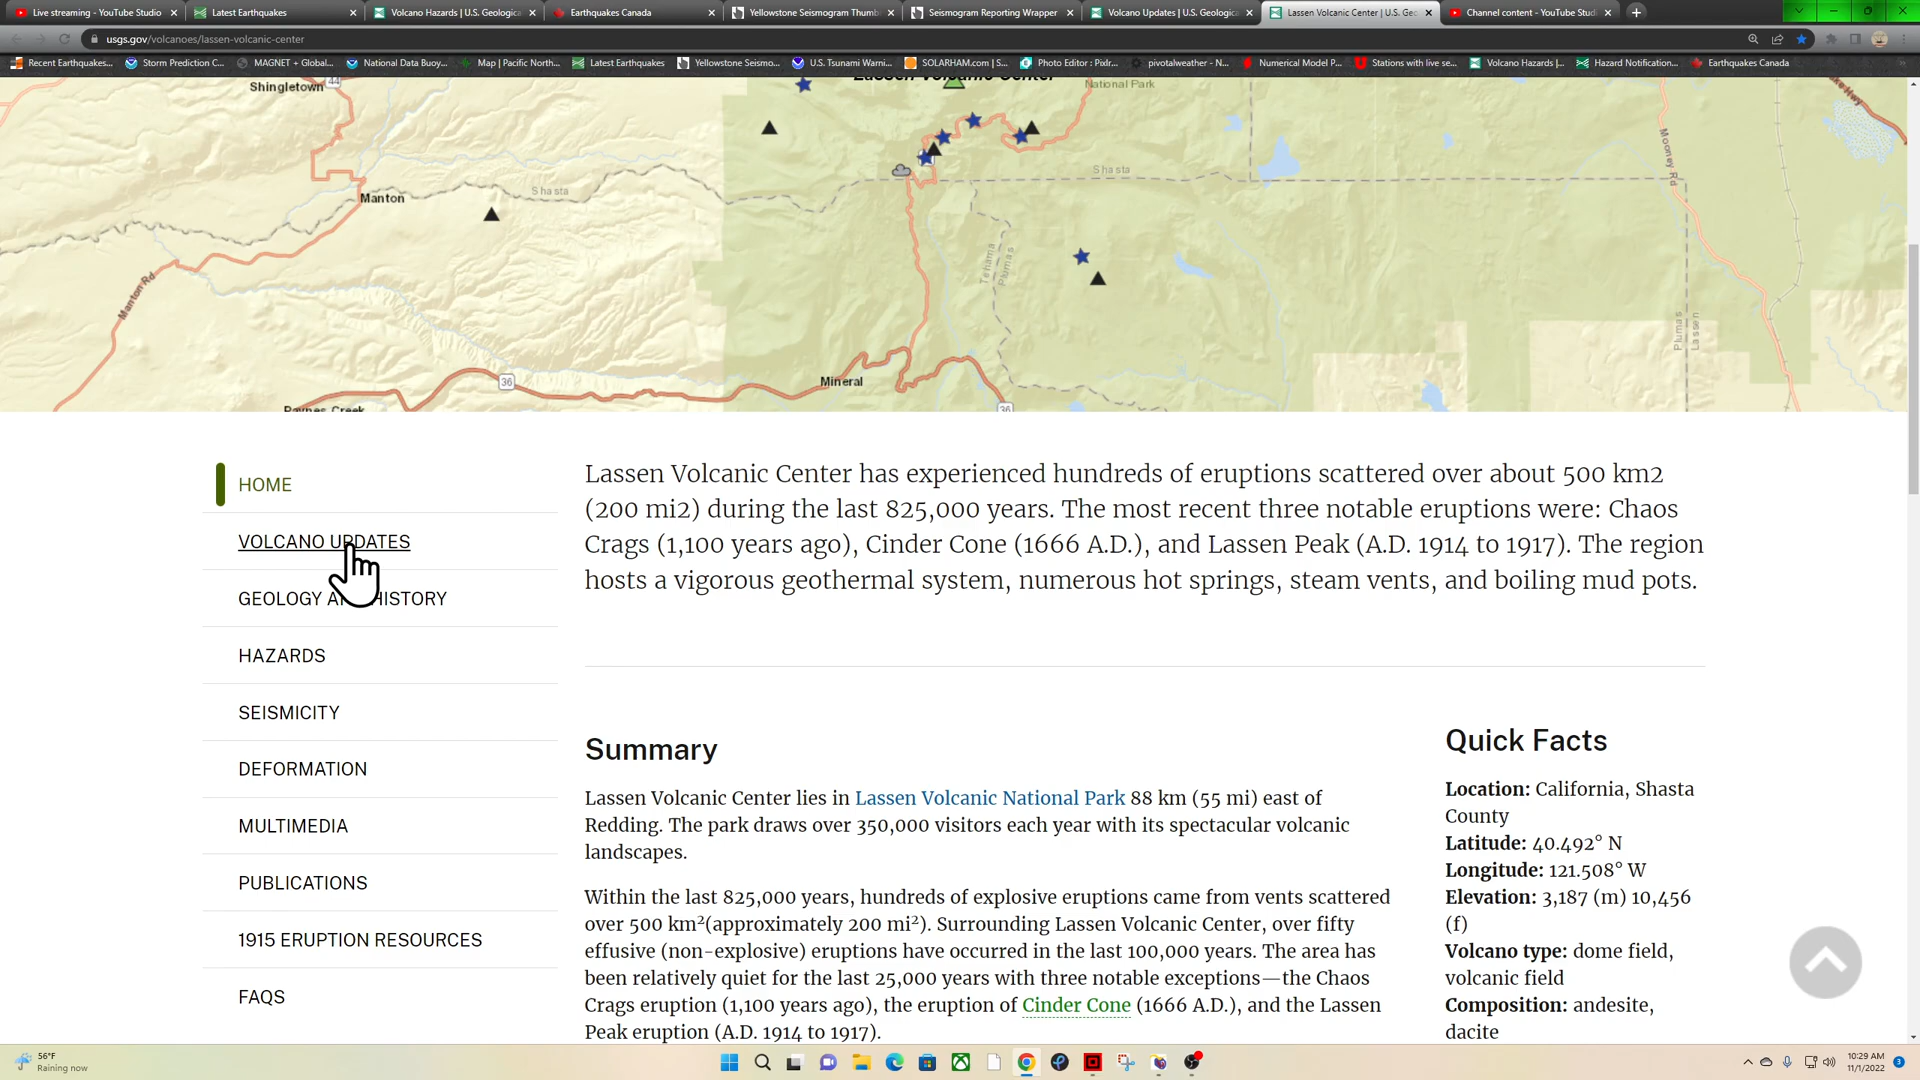 Live streaming - YouTube Studio
Latest Earthquakes
Volcano Hazards | U.S. Geologica
Earthquakes Canada
Yellowstone Seismogram Thumb
Seismogram Reporting Wrapper
Volcano Updates | U.S. Geologica
Lassen Volcanic Center | U.S. Geo
Channel content - YouTube Studi
usgs.gov/volcanoes/lassen-volcanic-center
Recent Earthquakes...
Storm Prediction C...
MAGNET + Global...
National Data Buoy...
Map | Pacific North...
Latest Earthquakes
Yellowstone Seismo...
U.S. Tsunami Warni...
SOLARHAM.com | S...
Photo Editor : Pixlr...
pivotalweather - N...
Numerical Model P...
Stations with live se...
Volcano Hazards |...
Hazard Notification...
Earthquakes Canada
Lassen Volcanic Center
National Park
Shingletown
44
Manton
Shasta
Shasta
Manton Rd
Mooney Rd
Tehama
Plumas
Plumas
Lassen
36
Mineral
Paynes Creek
36
HOME
VOLCANO UPDATES
GEOLOGY AND HISTORY
HAZARDS
SEISMICITY
DEFORMATION
MULTIMEDIA
PUBLICATIONS
1915 ERUPTION RESOURCES
FAQS
Lassen Volcanic Center has experienced hundreds of eruptions scattered over about 500 km2
(200 mi2) during the last 825,000 years. The most recent three notable eruptions were: Chaos
Crags (1,100 years ago), Cinder Cone (1666 A.D.), and Lassen Peak (A.D. 1914 to 1917). The region
hosts a vigorous geothermal system, numerous hot springs, steam vents, and boiling mud pots.
Summary
Lassen Volcanic Center lies in Lassen Volcanic National Park 88 km (55 mi) east of
Redding. The park draws over 350,000 visitors each year with its spectacular volcanic
landscapes.
Within the last 825,000 years, hundreds of explosive eruptions came from vents scattered
over 500 km²(approximately 200 mi²). Surrounding Lassen Volcanic Center, over fifty
effusive (non-explosive) eruptions have occurred in the last 100,000 years. The area has
been relatively quiet for the last 25,000 years with three notable exceptions—the Chaos
Crags eruption (1,100 years ago), the eruption of Cinder Cone (1666 A.D.), and the Lassen
Peak eruption (A.D. 1914 to 1917).
Quick Facts
Location: California, Shasta
County
Latitude: 40.492° N
Longitude: 121.508° W
Elevation: 3,187 (m) 10,456
(f)
Volcano type: dome field,
volcanic field
Composition: andesite,
dacite
56°F
Raining now
10:29 AM
11/1/2022
3